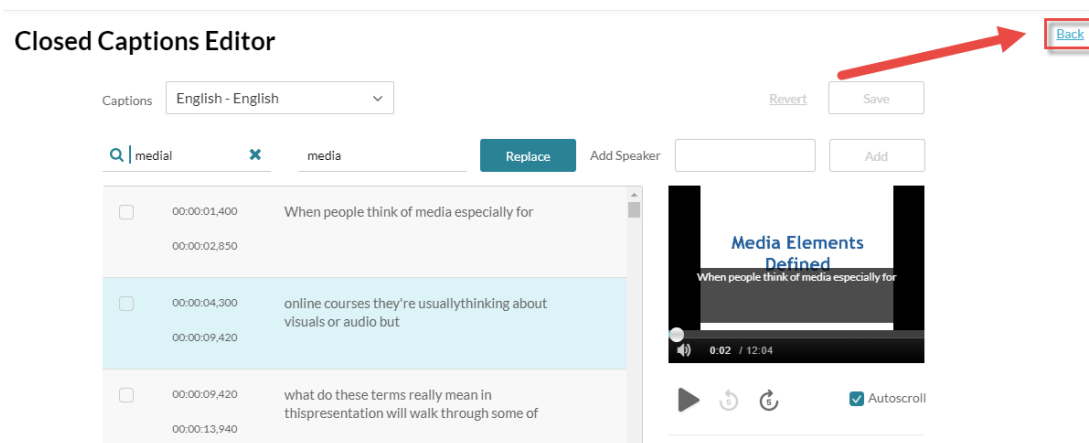 Closed Captions Editor
Back
Captions English - English Revert Save
medial media Replace Add Speaker Add
00:00:01,400 When people think of media especially for
00:00:02,850
00:00:04,300 online courses they're usuallythinking about
visuals or audio but
00:00:09,420
00:00:09,420 what do these terms really mean in
thispresentation will walk through some of
00:00:13,940
Media Elements
Defined
When people think of media especially for
0:02 / 12:04
5 5 Autoscroll